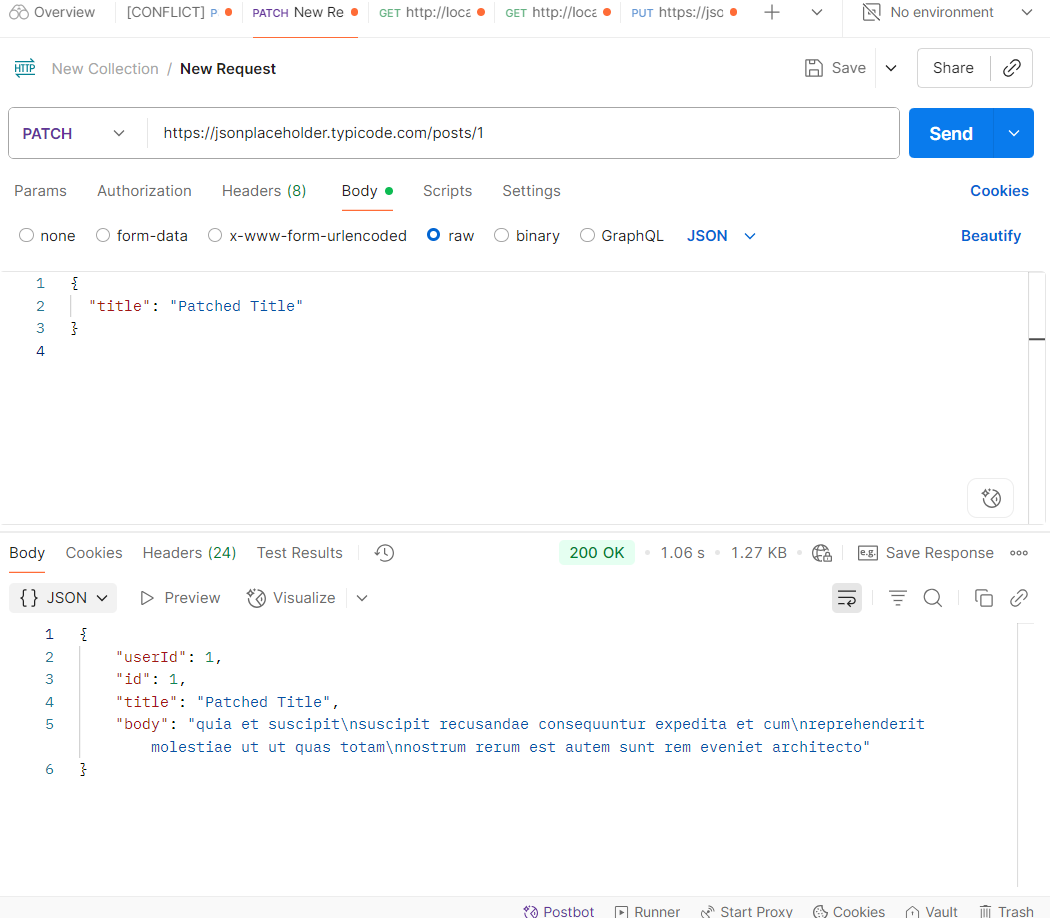 Overview [CONFLICT] P PATCH New Re GET http://loca GET http://loca PUT https://jso No environment
HTTP New Collection / New Request Save Share
PATCH https://jsonplaceholder.typicode.com/posts/1 Send
Params Authorization Headers (8) Body Scripts Settings Cookies
none form-data x-www-form-urlencoded raw binary GraphQL JSON Beautify
1 {
2 "title": "Patched Title"
3 }
4
Body Cookies Headers (24) Test Results 200 OK 1.06 s 1.27 KB e.g. Save Response
{} JSON Preview Visualize
1 {
2 "userId": 1,
3 "id": 1,
4 "title": "Patched Title",
5 "body": "quia et suscipit\nsuscipit recusandae consequuntur expedita et cum\nreprehenderit
molestiae ut ut quas totam\nnostrum rerum est autem sunt rem eveniet architecto"
6 }
Postbot Runner Start Proxy Cookies Vault Trash